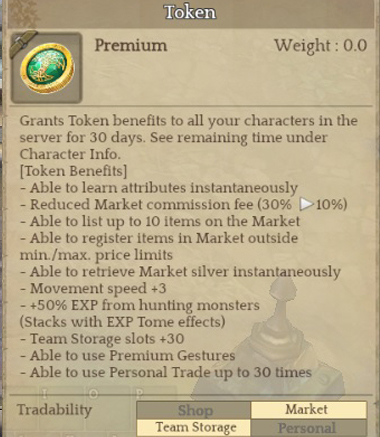 Token
Premium Weight : 0.0
Grants Token benefits to all your characters in the
server for 30 days. See remaining time under
Character Info.
[Token Benefits]
- Able to learn attributes instantaneously
- Reduced Market commission fee (30% ▶10%)
- Able to list up to 10 items on the Market
- Able to register items in Market outside
min./max. price limits
- Able to retrieve Market silver instantaneously
- Movement speed +3
- +50% EXP from hunting monsters
(Stacks with EXP Tome effects)
- Team Storage slots +30
- Able to use Premium Gestures
- Able to use Personal Trade up to 30 times
I O P
Tradability Shop Market
Team Storage Personal